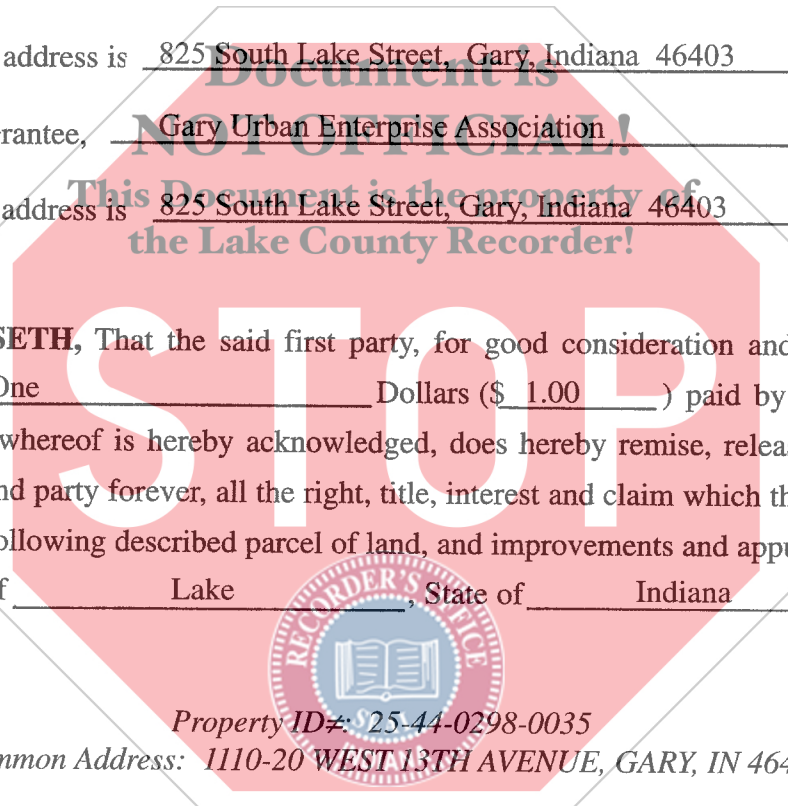 address is 825 South Lake Street, Gary, Indiana 46403
Document is
rantee, Gary Urban Enterprise Association
NOT OFFICIAL!
address is 825 South Lake Street, Gary, Indiana 46403
This Document is the property of
the Lake County Recorder!
STOP
SETH, That the said first party, for good consideration and
One Dollars ($ 1.00 ) paid by
whereof is hereby acknowledged, does hereby remise, relea
nd party forever, all the right, title, interest and claim which th
ollowing described parcel of land, and improvements and appu
f Lake, State of Indiana
RECORDER'S OFFICE
SEAL
INDIANA
Property ID#: 25-44-0298-0035
mmon Address: 1110-20 WEST 13TH AVENUE, GARY, IN 464